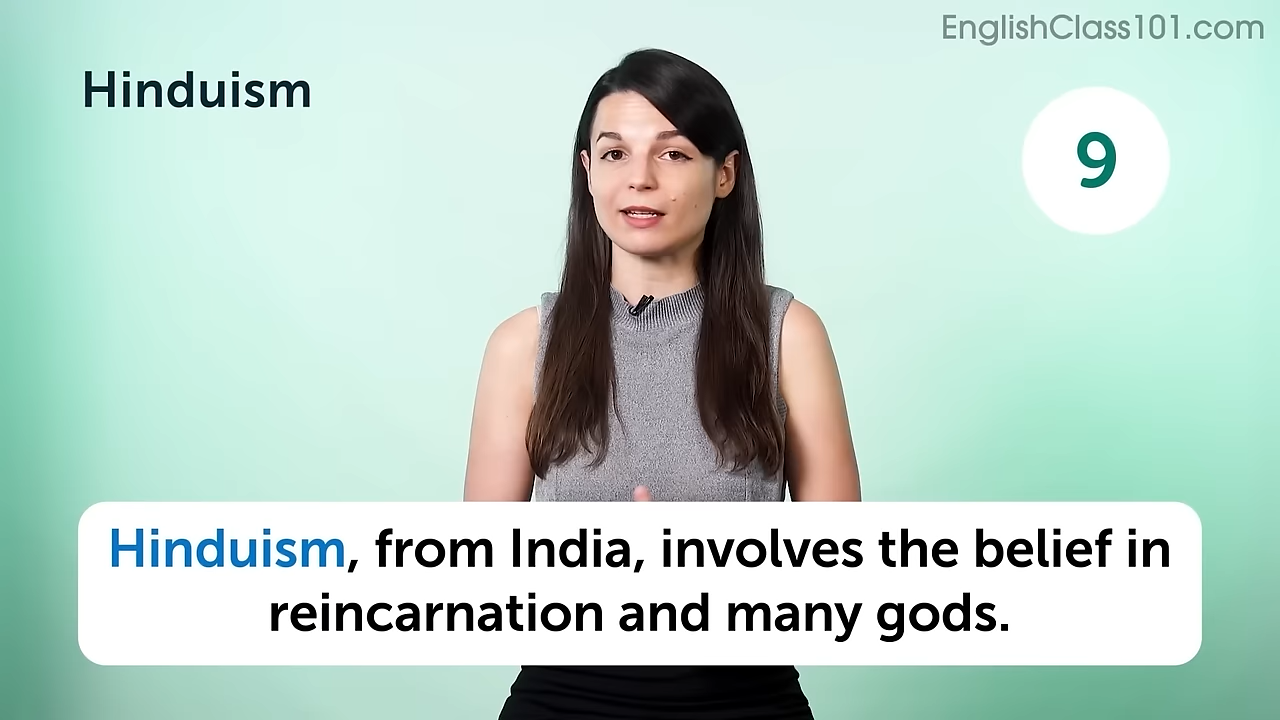 EnglishClass101.com
Hinduism
9
Hinduism, from India, involves the belief in
reincarnation and many gods.